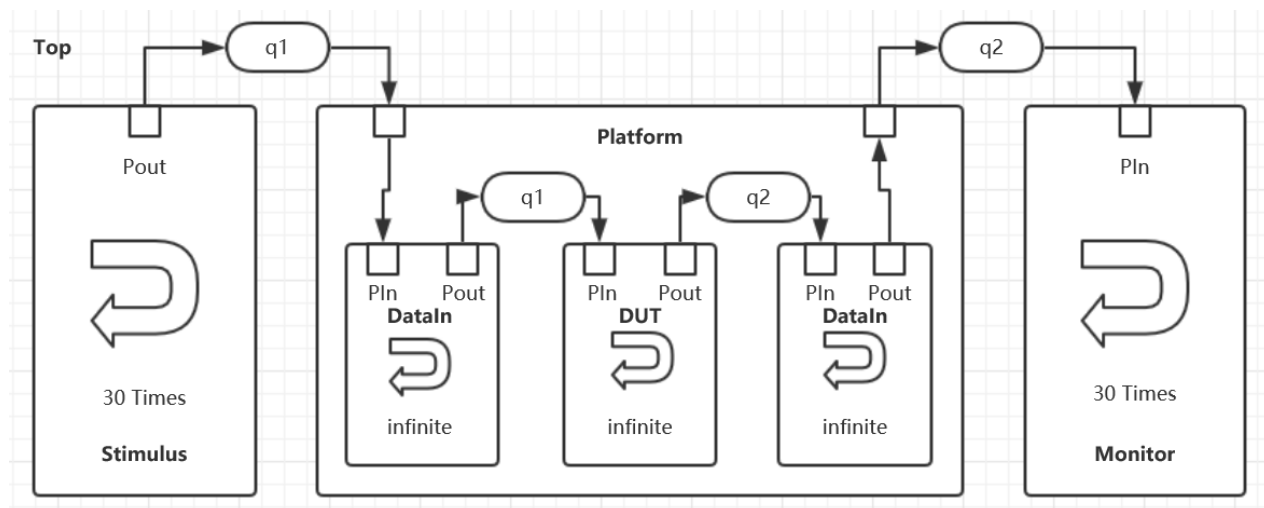 Top
q1
q2
Platform
Pout
PIn
q1
q2
PIn
Pout
DataIn
infinite
PIn
Pout
DUT
infinite
PIn
Pout
DataIn
infinite
30 Times
Stimulus
30 Times
Monitor